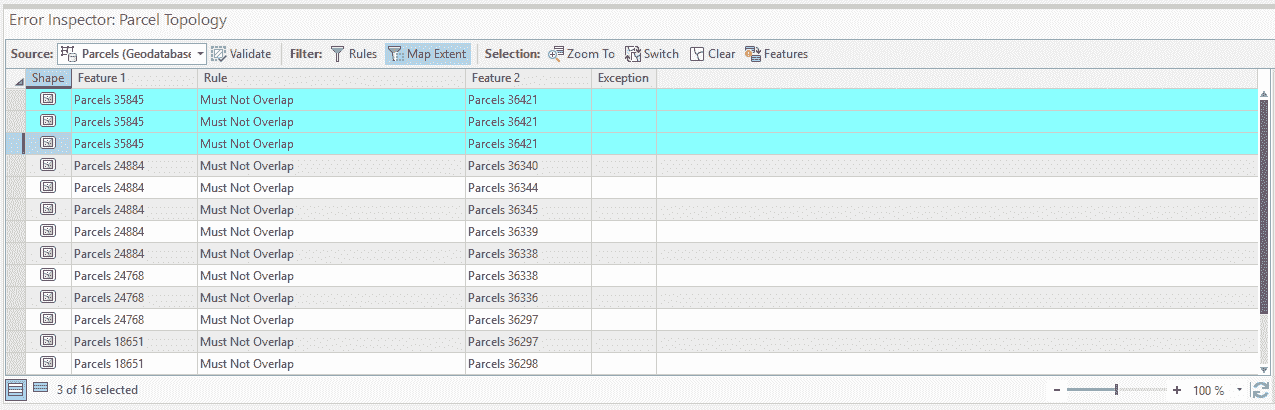 Error Inspector: Parcel Topology
Source: Parcels (Geodatabase Validate Filter: Rules Map Extent Selection: Zoom To Switch Clear Features
Shape Feature 1 Rule Feature 2 Exception
Parcels 35845 Must Not Overlap Parcels 36421
Parcels 35845 Must Not Overlap Parcels 36421
Parcels 35845 Must Not Overlap Parcels 36421
Parcels 24884 Must Not Overlap Parcels 36340
Parcels 24884 Must Not Overlap Parcels 36344
Parcels 24884 Must Not Overlap Parcels 36345
Parcels 24884 Must Not Overlap Parcels 36339
Parcels 24884 Must Not Overlap Parcels 36338
Parcels 24768 Must Not Overlap Parcels 36338
Parcels 24768 Must Not Overlap Parcels 36336
Parcels 24768 Must Not Overlap Parcels 36297
Parcels 18651 Must Not Overlap Parcels 36297
Parcels 18651 Must Not Overlap Parcels 36298
3 of 16 selected - + 100 %